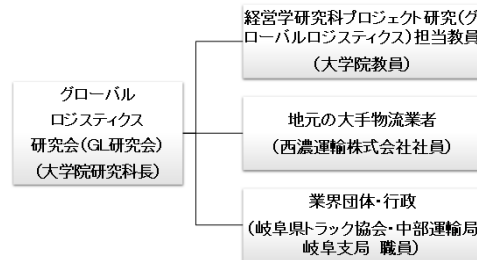 グローバル
ロジスティクス
研究会(GL研究会)
(大学院研究科長)
経営学研究科プロジェクト研究(グ
ローバルロジスティクス)担当教員
(大学院教員)
地元の大手物流業者
(西濃運輸株式会社社員)
業界団体・行政
(岐阜県トラック協会・中部運輸局
岐阜支局 職員)